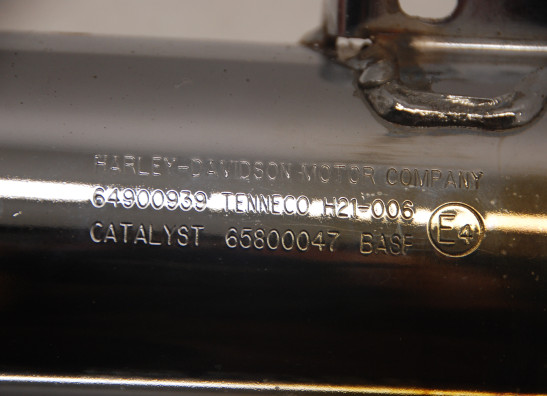 HARLEY-DAVIDSON MOTOR COMPANY
64900939 TENNECO H21-006
CATALYST 65800047 BASF E4